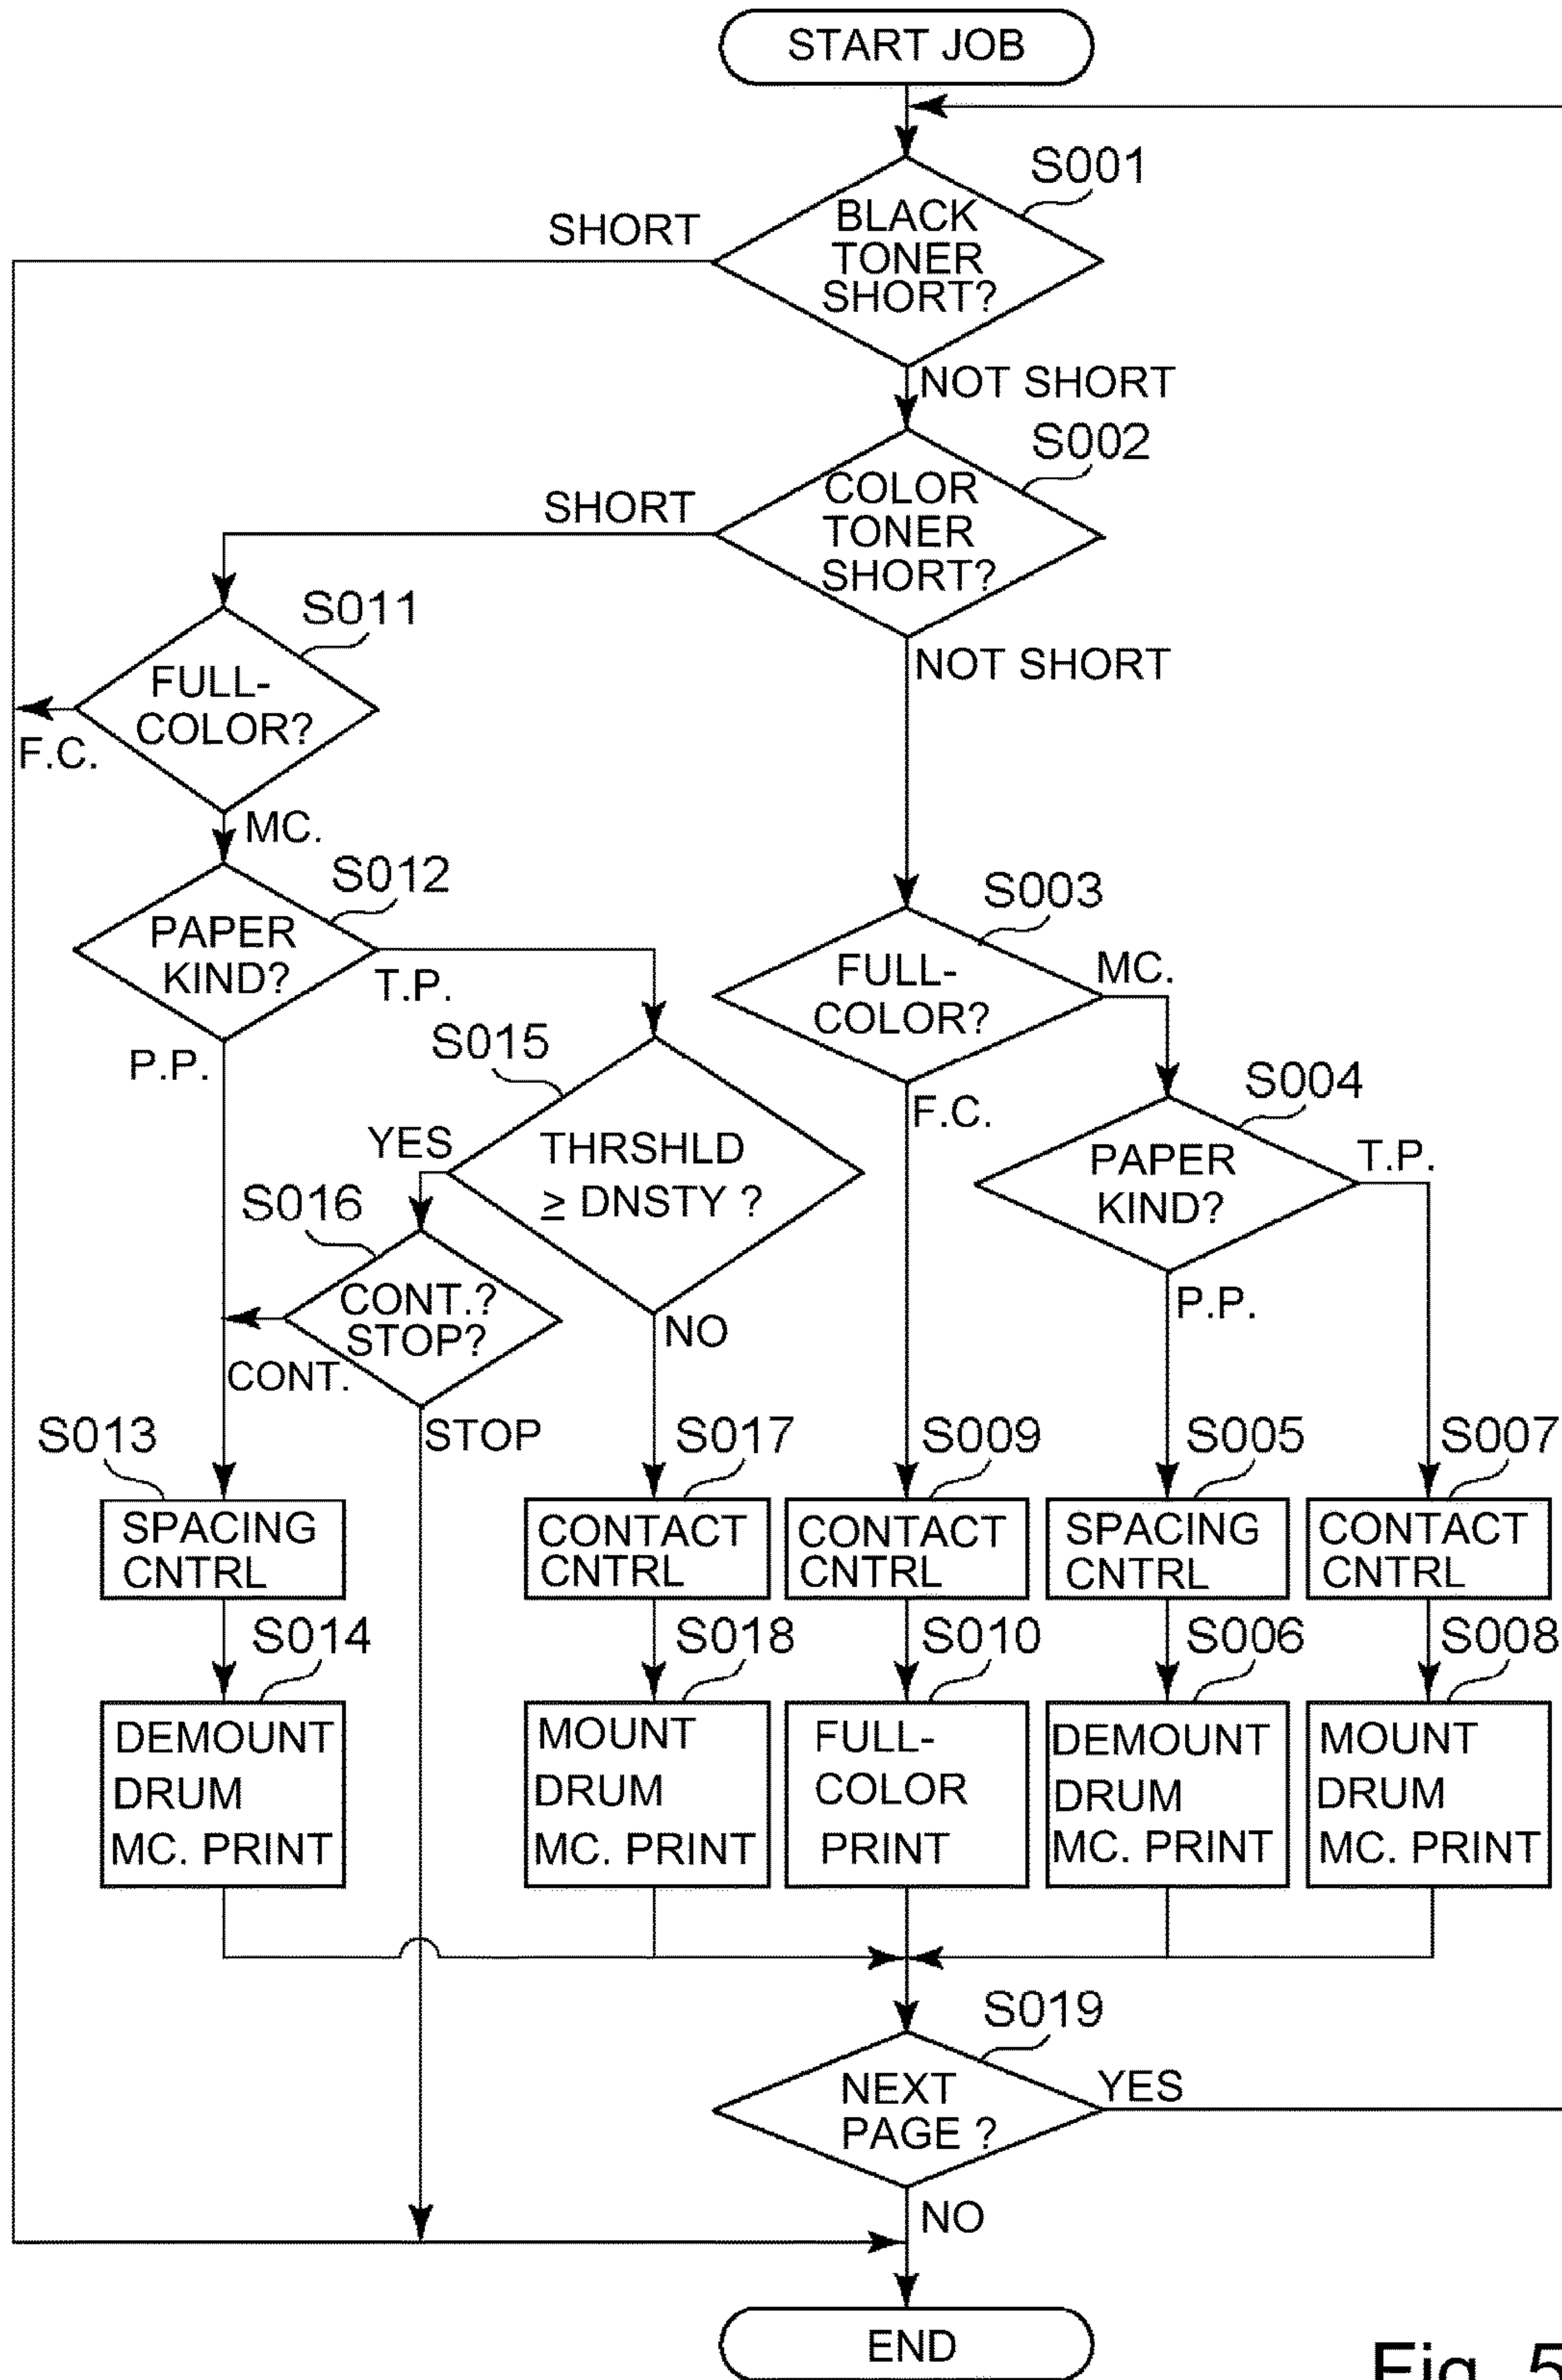 START JOB
S001
BLACK
TONER
SHORT?
SHORT
NOT SHORT
S002
COLOR
TONER
SHORT?
SHORT
NOT SHORT
S011
FULL-
COLOR?
F.C.
MC.
S012
PAPER
KIND?
T.P.
P.P.
S003
FULL-
COLOR?
MC.
F.C.
S004
PAPER
KIND?
T.P.
P.P.
S015
THRSHLD
≥ DNSTY ?
YES
NO
S016
CONT.?
STOP?
CONT.
STOP
S013
SPACING
CNTRL
S017
CONTACT
CNTRL
S009
CONTACT
CNTRL
S005
SPACING
CNTRL
S007
CONTACT
CNTRL
S014
DEMOUNT
DRUM
MC. PRINT
S018
MOUNT
DRUM
MC. PRINT
S010
FULL-
COLOR
PRINT
S006
DEMOUNT
DRUM
MC. PRINT
S008
MOUNT
DRUM
MC. PRINT
S019
NEXT
PAGE ?
YES
NO
END
Fig. 5